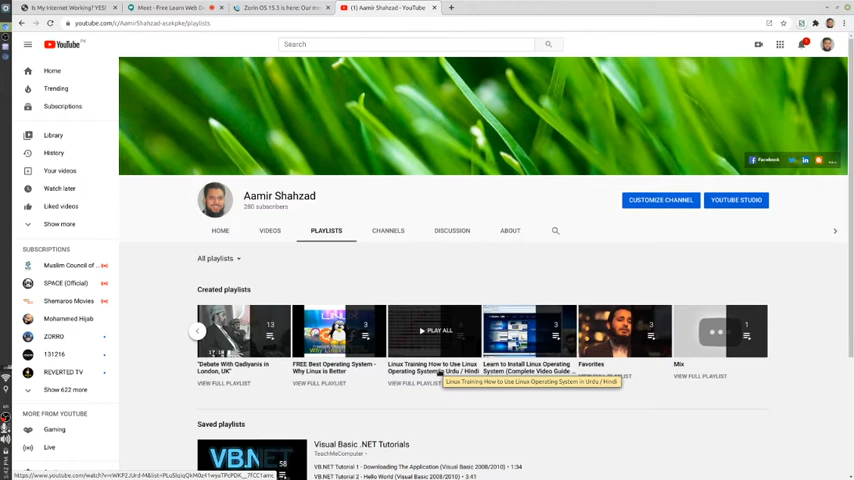 Is My Internet Working? YES!
Meet - Free Learn Web D
Zorin OS 15.3 is here: Our mo
(1) Aamir Shahzad - YouTube
youtube.com/c/AamirShahzad-asakpke/playlists
YouTube PK
Search
Home
Trending
Subscriptions
Library
History
Your videos
Watch later
Liked videos
Show more
SUBSCRIPTIONS
Muslim Council of ...
SPACE (Official)
Shemaroo Movies
Mohammed Hijab
ZORRO
131216
REVERTED TV
Show 622 more
MORE FROM YOUTUBE
Gaming
Live
Facebook
Aamir Shahzad
280 subscribers
CUSTOMIZE CHANNEL
YOUTUBE STUDIO
HOME
VIDEOS
PLAYLISTS
CHANNELS
DISCUSSION
ABOUT
All playlists
Created playlists
13
3
PLAY ALL
3
3
1
"Debate With Qadiyanis in
London, UK"
VIEW FULL PLAYLIST
FREE Best Operating System -
Why Linux is Better
VIEW FULL PLAYLIST
Linux Training How to Use Linux
Operating System in Urdu / Hindi
VIEW FULL PLAYLIST
Learn to Install Linux Operating
System (Complete Video Guide ...
Favorites
Mix
VIEW FULL PLAYLIST
Linux Training How to Use Linux Operating System in Urdu / Hindi
Saved playlists
VB.NET
58
Visual Basic .NET Tutorials
TeachMeComputer
VB.NET Tutorial 1 - Downloading The Application (Visual Basic 2008/2010) • 1:34
VB.NET Tutorial 2 - Hello World (Visual Basic 2008/2010) • 3:41
5:42 PM